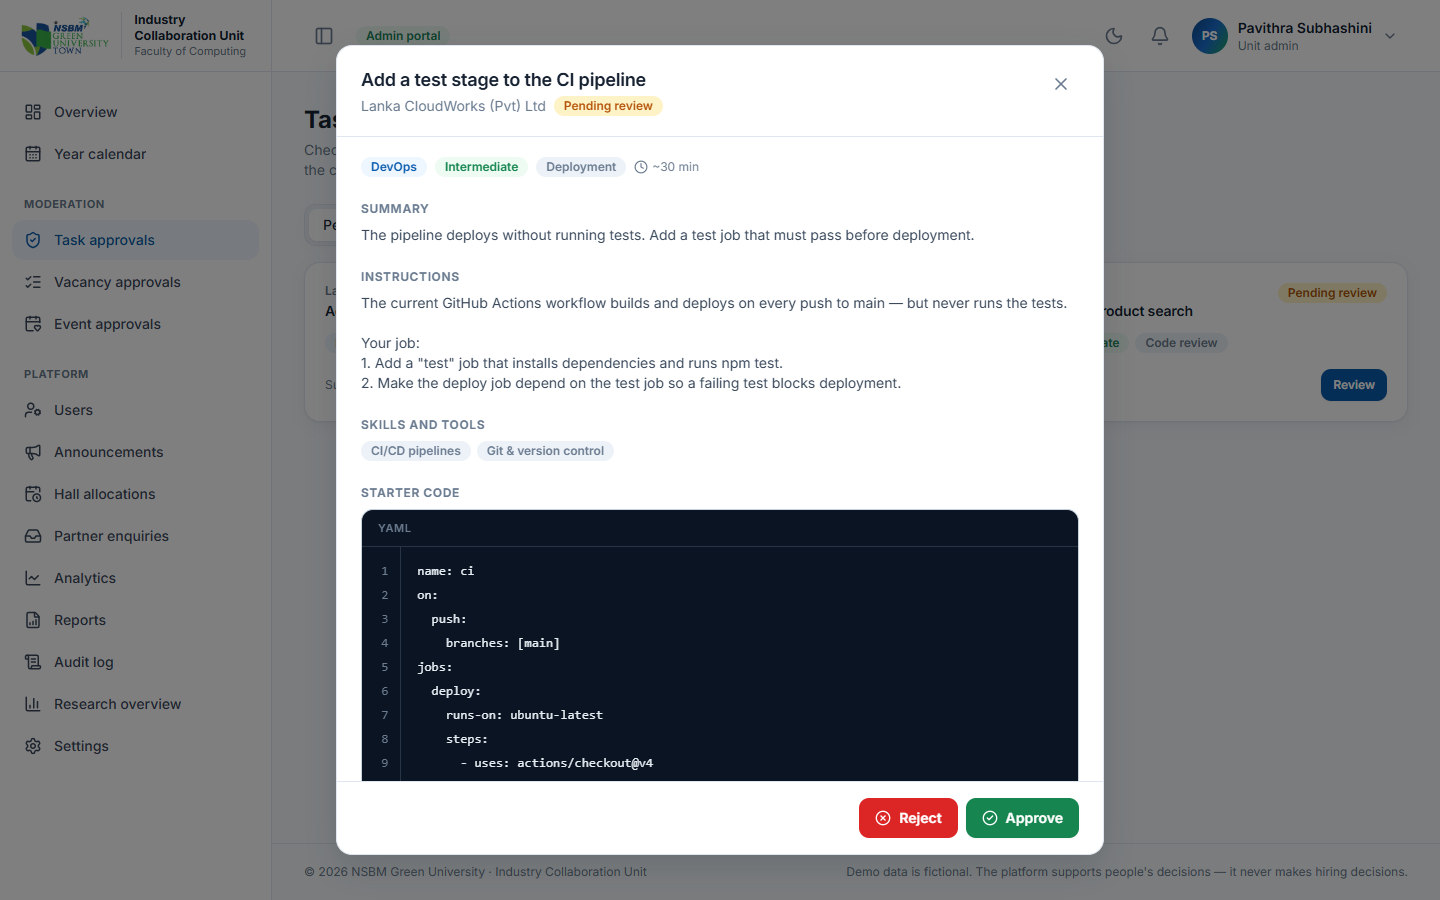 NSBM
GREEN
UNIVERSITY
TOWN
Industry
Collaboration Unit
Faculty of Computing
Admin portal
PS
Pavithra Subhashini
Unit admin
Overview
Year calendar
MODERATION
Task approvals
Vacancy approvals
Event approvals
PLATFORM
Users
Announcements
Hall allocations
Partner enquiries
Analytics
Reports
Audit log
Research overview
Settings
Add a test stage to the CI pipeline
Lanka CloudWorks (Pvt) Ltd Pending review
DevOps Intermediate Deployment ~30 min
SUMMARY
The pipeline deploys without running tests. Add a test job that must pass before deployment.
INSTRUCTIONS
The current GitHub Actions workflow builds and deploys on every push to main — but never runs the tests.
Your job:
1. Add a "test" job that installs dependencies and runs npm test.
2. Make the deploy job depend on the test job so a failing test blocks deployment.
SKILLS AND TOOLS
CI/CD pipelines Git & version control
STARTER CODE
YAML
1 name: ci
2 on:
3 push:
4 branches: [main]
5 jobs:
6 deploy:
7 runs-on: ubuntu-latest
8 steps:
9 - uses: actions/checkout@v4
Reject Approve
Pending review
product search
Code review
Review
© 2026 NSBM Green University · Industry Collaboration Unit
Demo data is fictional. The platform supports people's decisions — it never makes hiring decisions.